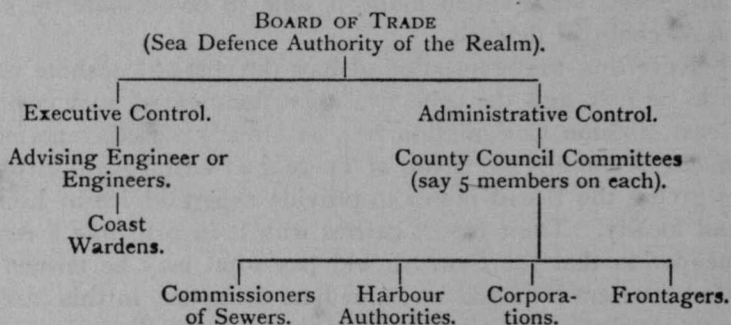 BOARD OF TRADE
(Sea Defence Authority of the Realm).
Executive Control.
Administrative Control.
Advising Engineer or
Engineers.
County Council Committees
(say 5 members on each).
Coast
Wardens.
Commissioners
of Sewers.
Harbour
Authorities.
Corpora-
tions.
Frontagers.